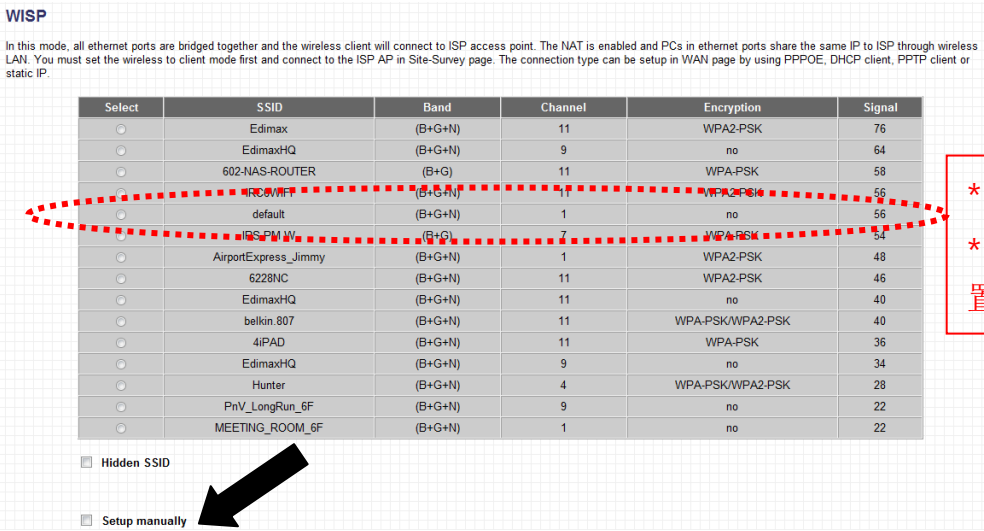 WISP
In this mode, all ethernet ports are bridged together and the wireless client will connect to ISP access point. The NAT is enabled and PCs in ethernet ports share the same IP to ISP through wireless
LAN. You must set the wireless to client mode first and connect to the ISP AP in Site-Survey page. The connection type can be setup in WAN page by using PPPOE, DHCP client, PPTP client or
static IP.
Select SSID Band Channel Encryption Signal
Edimax (B+G+N) 11 WPA2-PSK 76
EdimaxHQ (B+G+N) 9 no 64
602-NAS-ROUTER (B+G) 11 WPA-PSK 58
(B+G+N) 11 WPA2-PSK 56
default (B+G+N) 1 no 56
IRS-PM W (B+G) 7 WPA-PSK 54
AirportExpress_Jimmy (B+G+N) 1 WPA2-PSK 48
6228NC (B+G+N) 11 WPA2-PSK 46
EdimaxHQ (B+G+N) 11 no 40
belkin.807 (B+G+N) 11 WPA-PSK/WPA2-PSK 40
4iPAD (B+G+N) 11 WPA-PSK 36
EdimaxHQ (B+G+N) 9 no 34
Hunter (B+G+N) 4 WPA-PSK/WPA2-PSK 28
PnV_LongRun_6F (B+G+N) 9 no 22
MEETING_ROOM_6F (B+G+N) 1 no 22
*
*
置
Hidden SSID
Setup manually